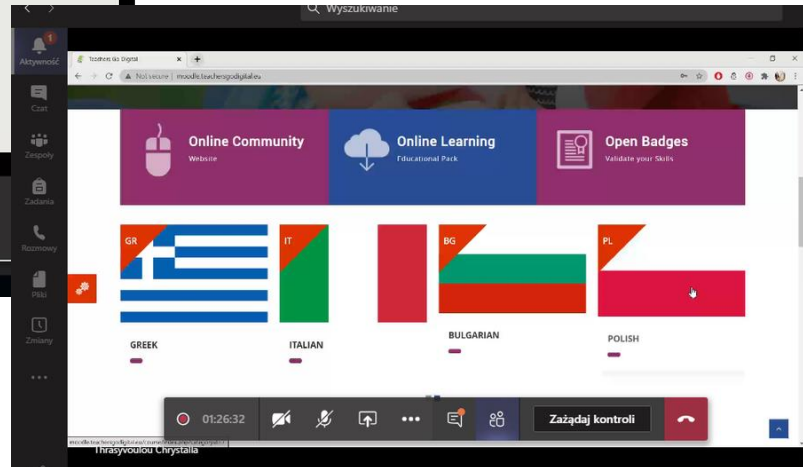 Wyszukiwanie
1
Aktywność
Czat
Zespoły
Zadania
Rozmowy
Pliki
Zmiany
Teachers Go Digital
Not secure | moodle.teachersgodigital.eu
Online Community
Website
Online Learning
Educational Pack
Open Badges
Validate your Skills
GR
IT
BG
PL
GREEK
ITALIAN
BULGARIAN
POLISH
01:26:32
Zażądaj kontroli
Thrasyvoulou Chrystalla